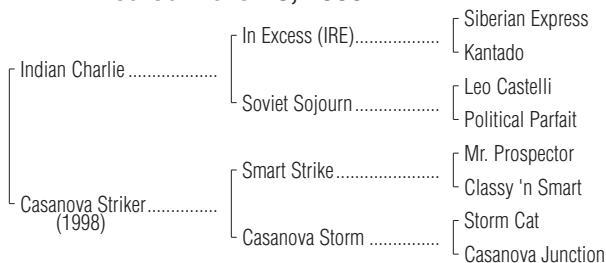 Siberian Express
In Excess (IRE)..................
Kantado
Indian Charlie ...................
Leo Castelli
Soviet Sojourn ..................
Political Parfait
Mr. Prospector
Smart Strike......................
Classy 'n Smart
Casanova Striker...............
(1998)
Storm Cat
Casanova Storm ...............
Casanova Junction